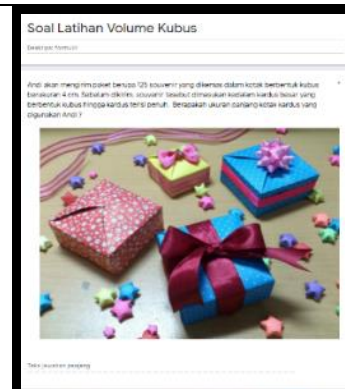 Soal Latihan Volume Kubus
Deskripsi formulir
Andi akan mengirim paket berupa 125 souvenir yang dikemas dalam kotak berbentuk kubus
berukuran 4 cm. Sebelum dikirim, souvenir tersebut dimasukan kedalam kardus besar yang
berbentuk kubus hingga kardus terisi penuh. Berapakah ukuran panjang kotak kardus yang
digunakan Andi ?
*
Teks jawaban panjang